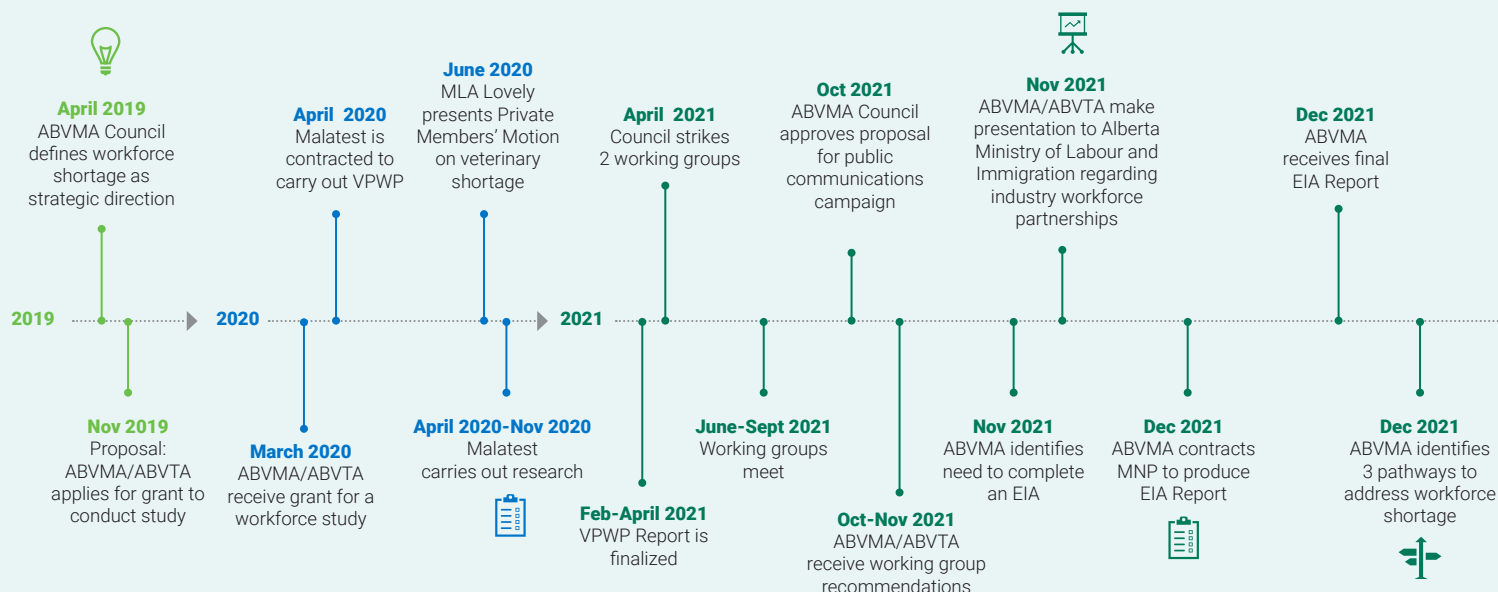 April 2019
ABVMA Council
defines workforce
shortage as
strategic direction
April 2020
Malatest is
contracted to
carry out VPWP
June 2020
MLA Lovely
presents Private
Members’ Motion
on veterinary
shortage
April 2021
Council strikes
2 working groups
Oct 2021
ABVMA Council
approves proposal
for public
communications
campaign
Nov 2021
ABVMA/ABVTA make
presentation to Alberta
Ministry of Labour and
Immigration regarding
industry workforce
partnerships
Dec 2021
ABVMA
receives final
EIA Report
2019
2020
2021
Nov 2019
Proposal:
ABVMA/ABVTA
applies for grant to
conduct study
March 2020
ABVMA/ABVTA
receive grant for a
workforce study
April 2020-Nov 2020
Malatest
carries out research
Feb-April 2021
VPWP Report is
finalized
June-Sept 2021
Working groups
meet
Oct-Nov 2021
ABVMA/ABVTA
receive working group
recommendations
Nov 2021
ABVMA identifies
need to complete
an EIA
Dec 2021
ABVMA contracts
MNP to produce
EIA Report
Dec 2021
ABVMA identifies
3 pathways to
address workforce
shortage